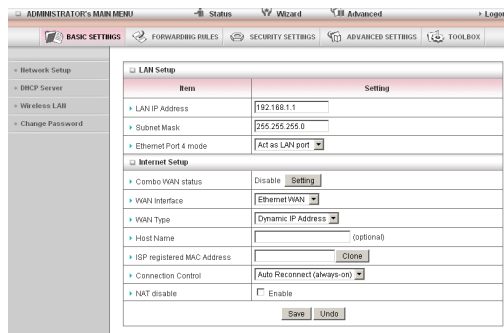 ADMINISTRATOR's MAIN MENU Status Wizard Advanced Logou
BASIC SETTINGS FORWARDING RULES SECURITY SETTINGS ADVANCED SETTINGS TOOLBOX
Network Setup
DHCP Server
Wireless LAN
Change Password
LAN Setup
Item Setting
LAN IP Address 192.168.1.1
Subnet Mask 255.255.255.0
Ethernet Port 4 mode Act as LAN port
Internet Setup
Combo WAN status Disable Setting
WAN Interface Ethernet WAN
WAN Type Dynamic IP Address
Host Name (optional)
ISP registered MAC Address Clone
Connection Control Auto Reconnect (always-on)
NAT disable Enable
Save Undo